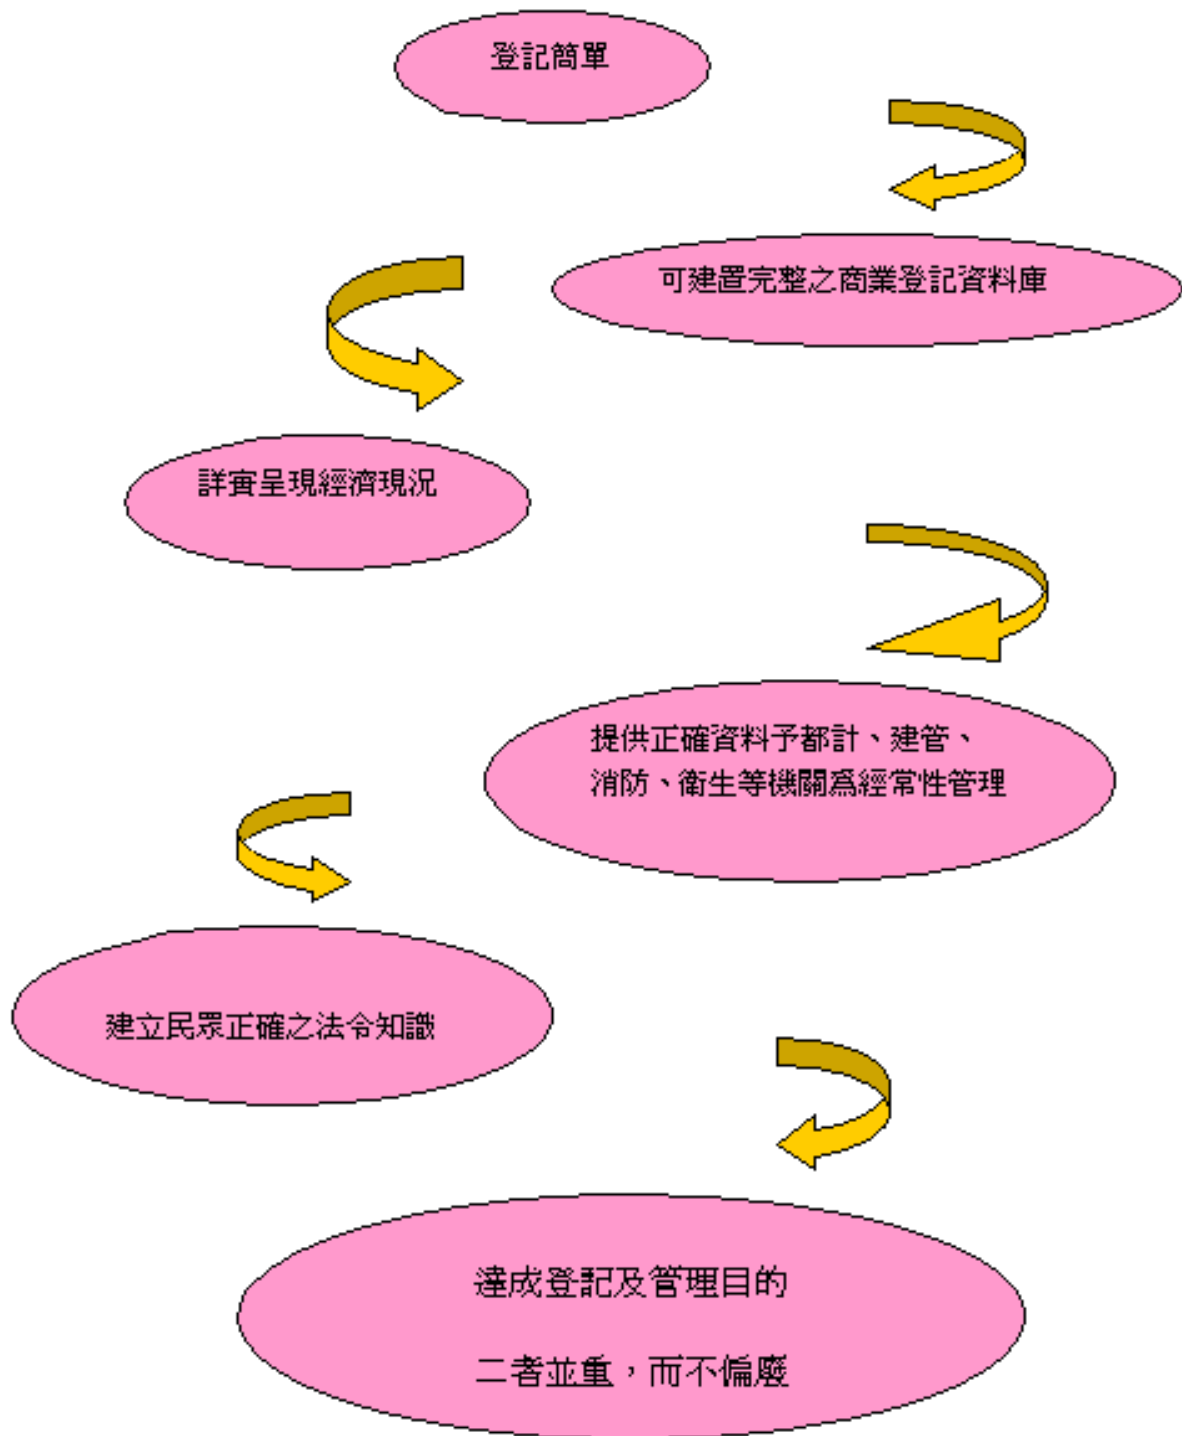 登記簡單
可建置完整之商業登記資料庫
詳實呈現經濟現況
提供正確資料予都計、建管、
消防、衛生等機關為經常性管理
建立民眾正確之法令知識
達成登記及管理目的
二者並重，而不偏廢